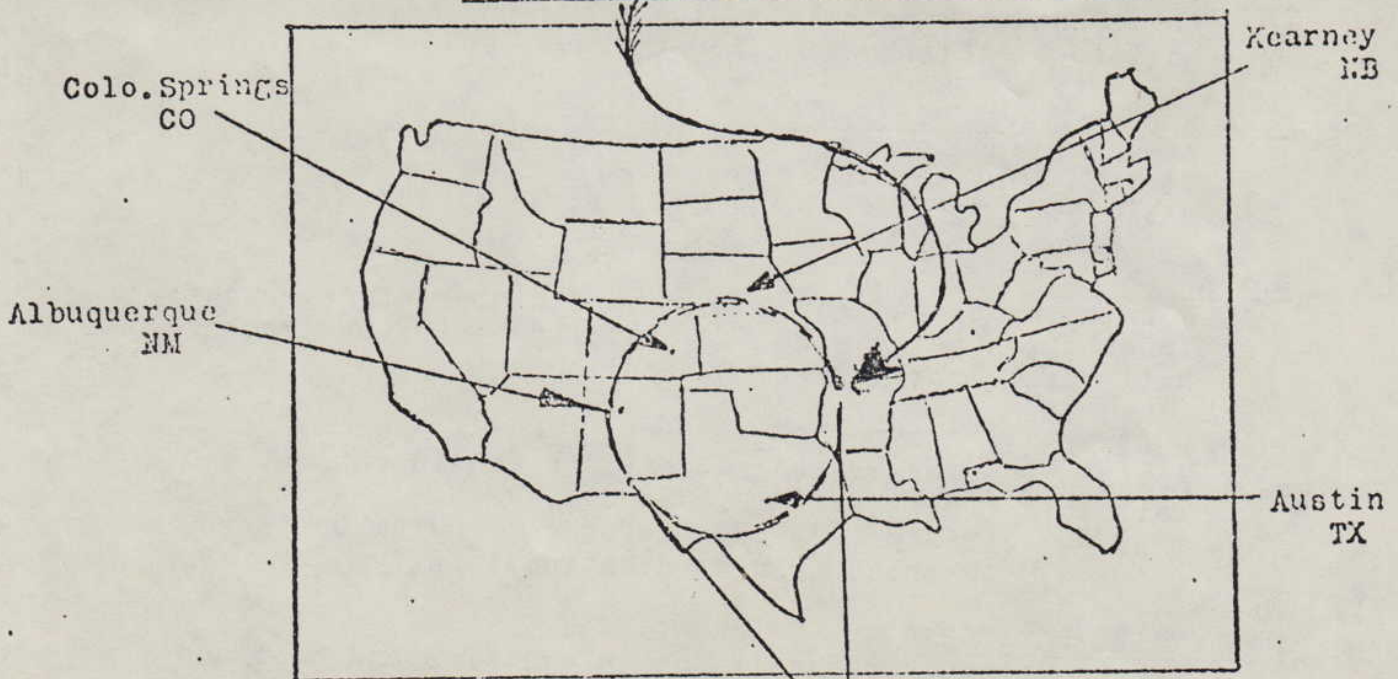 Kearney
NB
Colo.Springs
CO
Albuquerque
NM
Austin
TX